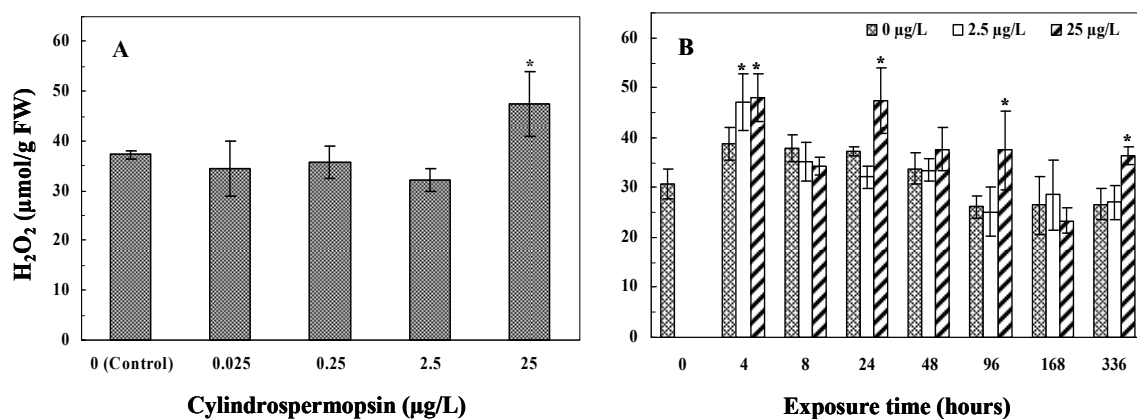 A
H₂O₂ (µmol/g FW)
60
50
40
30
20
10
0
*
0 (Control) 0.025 0.25 2.5 25
Cylindrospermopsin (µg/L)
B
0 µg/L 2.5 µg/L 25 µg/L
60
50
40
30
20
10
0
* * * * *
0 4 8 24 48 96 168 336
Exposure time (hours)